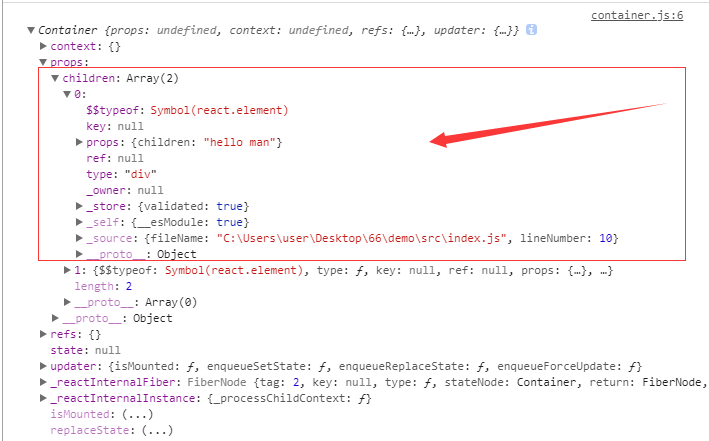 container.js:6
▼Container {props: undefined, context: undefined, refs: {…}, updater: {…}} i
▶context: {}
▼props:
▼children: Array(2)
▼0:
$$typeof: Symbol(react.element)
key: null
▶props: {children: "hello man"}
ref: null
type: "div"
_owner: null
▶_store: {validated: true}
▶_self: {__esModule: true}
▶_source: {fileName: "C:\Users\user\Desktop\66\demo\src\index.js", lineNumber: 10}
▶__proto__: Object
▶1: {$$typeof: Symbol(react.element), type: ƒ, key: null, ref: null, props: {…}, …}
length: 2
▶__proto__: Array(0)
▶__proto__: Object
▶refs: {}
state: null
▶updater: {isMounted: ƒ, enqueueSetState: ƒ, enqueueReplaceState: ƒ, enqueueForceUpdate: ƒ}
▶_reactInternalFiber: FiberNode {tag: 2, key: null, type: ƒ, stateNode: Container, return: FiberNode,
▶_reactInternalInstance: {_processChildContext: ƒ}
isMounted: (...)
replaceState: (...)